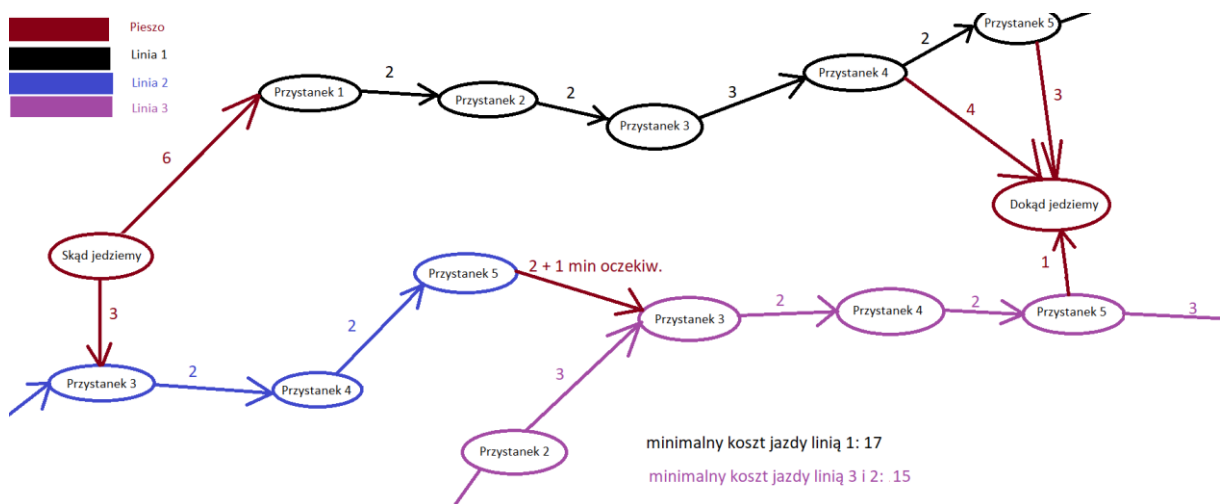 Pieszo
Linia 1
Linia 2
Linia 3
Przystanek 1
2
Przystanek 2
2
Przystanek 3
3
Przystanek 4
2
Przystanek 5
4
3
6
Skąd jedziemy
Dokąd jedziemy
3
Przystanek 3
2
Przystanek 4
2
Przystanek 5
2 + 1 min oczekiw.
Przystanek 3
2
Przystanek 4
2
Przystanek 5
1
3
3
Przystanek 2
minimalny koszt jazdy linią 1: 17
minimalny koszt jazdy linią 3 i 2: 15